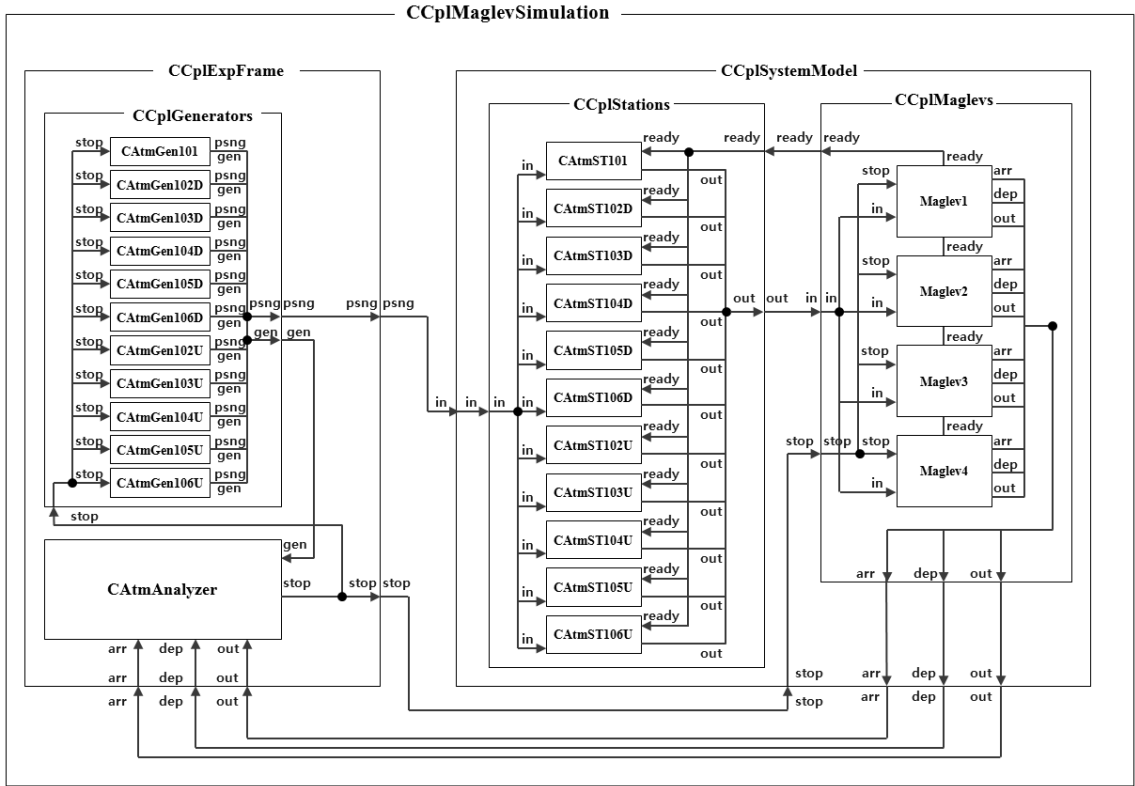 CCplMaglevSimulation
CCplExpFrame
CCplSystemModel
CCplGenerators
CCplStations
CCplMaglevs
stop CAtmGen101 psng gen
stop CAtmGen102D psng gen
stop CAtmGen103D psng gen
stop CAtmGen104D psng gen
stop CAtmGen105D psng gen
stop CAtmGen106D psng gen
stop CAtmGen102U psng gen
stop CAtmGen103U psng gen
stop CAtmGen104U psng gen
stop CAtmGen105U psng gen
stop CAtmGen106U psng gen
psng psng psng psng
gen gen
stop
gen
CAtmAnalyzer
stop stop stop
arr dep out
arr dep out
arr dep out
in in in
in CAtmST101 ready out
in CAtmST102D ready out
in CAtmST103D ready out
in CAtmST104D ready out
in CAtmST105D ready out
in CAtmST106D ready out
in CAtmST102U ready out
in CAtmST103U ready out
in CAtmST104U ready out
in CAtmST105U ready out
in CAtmST106U ready out
ready ready ready
out out in in
ready
stop in Maglev1 arr dep out
ready
stop in Maglev2 arr dep out
ready
stop in Maglev3 arr dep out
ready
stop stop stop
in Maglev4 arr dep out
arr dep out
stop arr dep out
stop arr dep out